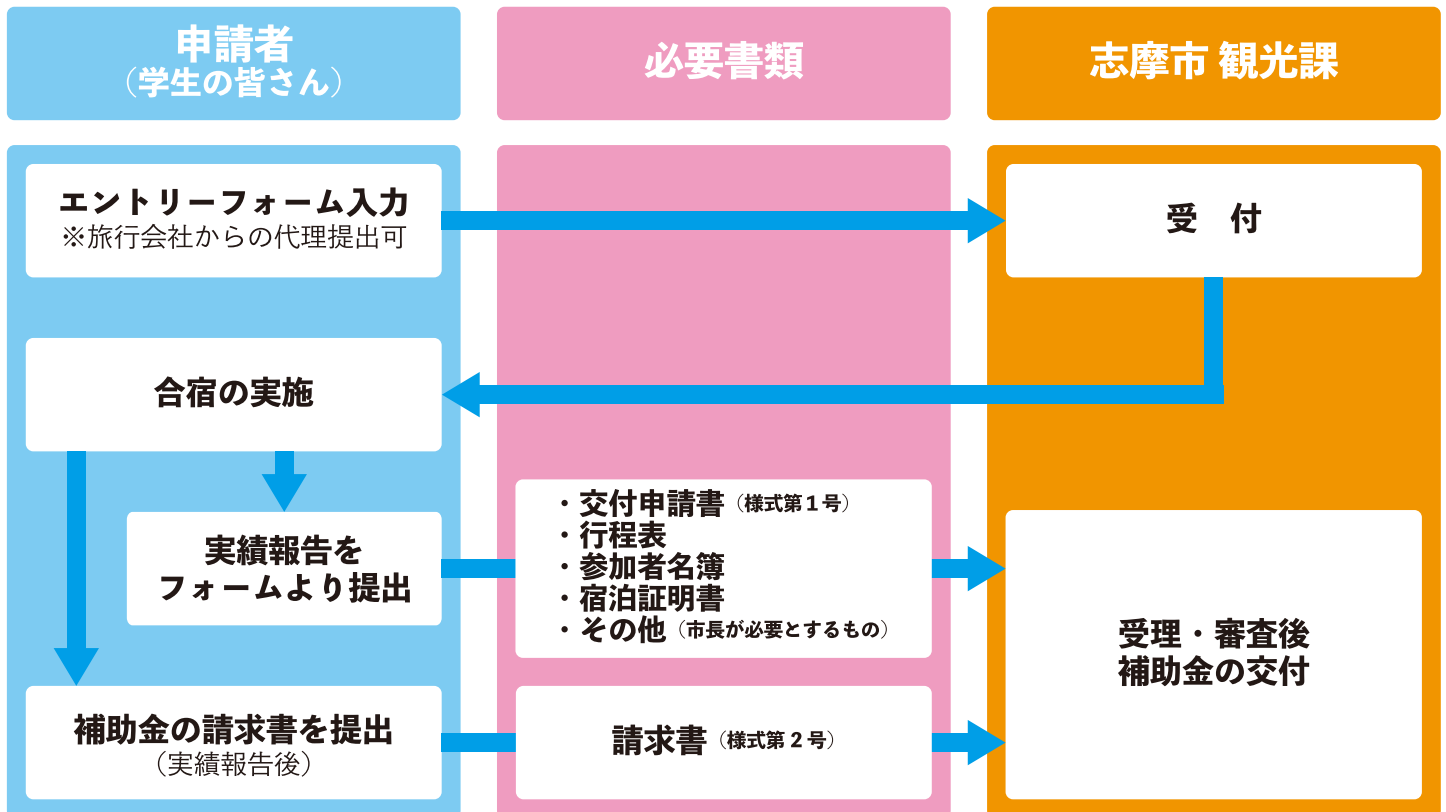 申請者
（学生の皆さん）
必要書類
志摩市 観光課
エントリーフォーム入力
※旅行会社からの代理提出可
受　付
合宿の実施
実績報告を
フォームより提出
・交付申請書（様式第１号）
・行程表
・参加者名簿
・宿泊証明書
・その他（市長が必要とするもの）
受理・審査後
補助金の交付
補助金の請求書を提出
（実績報告後）
請求書（様式第２号）